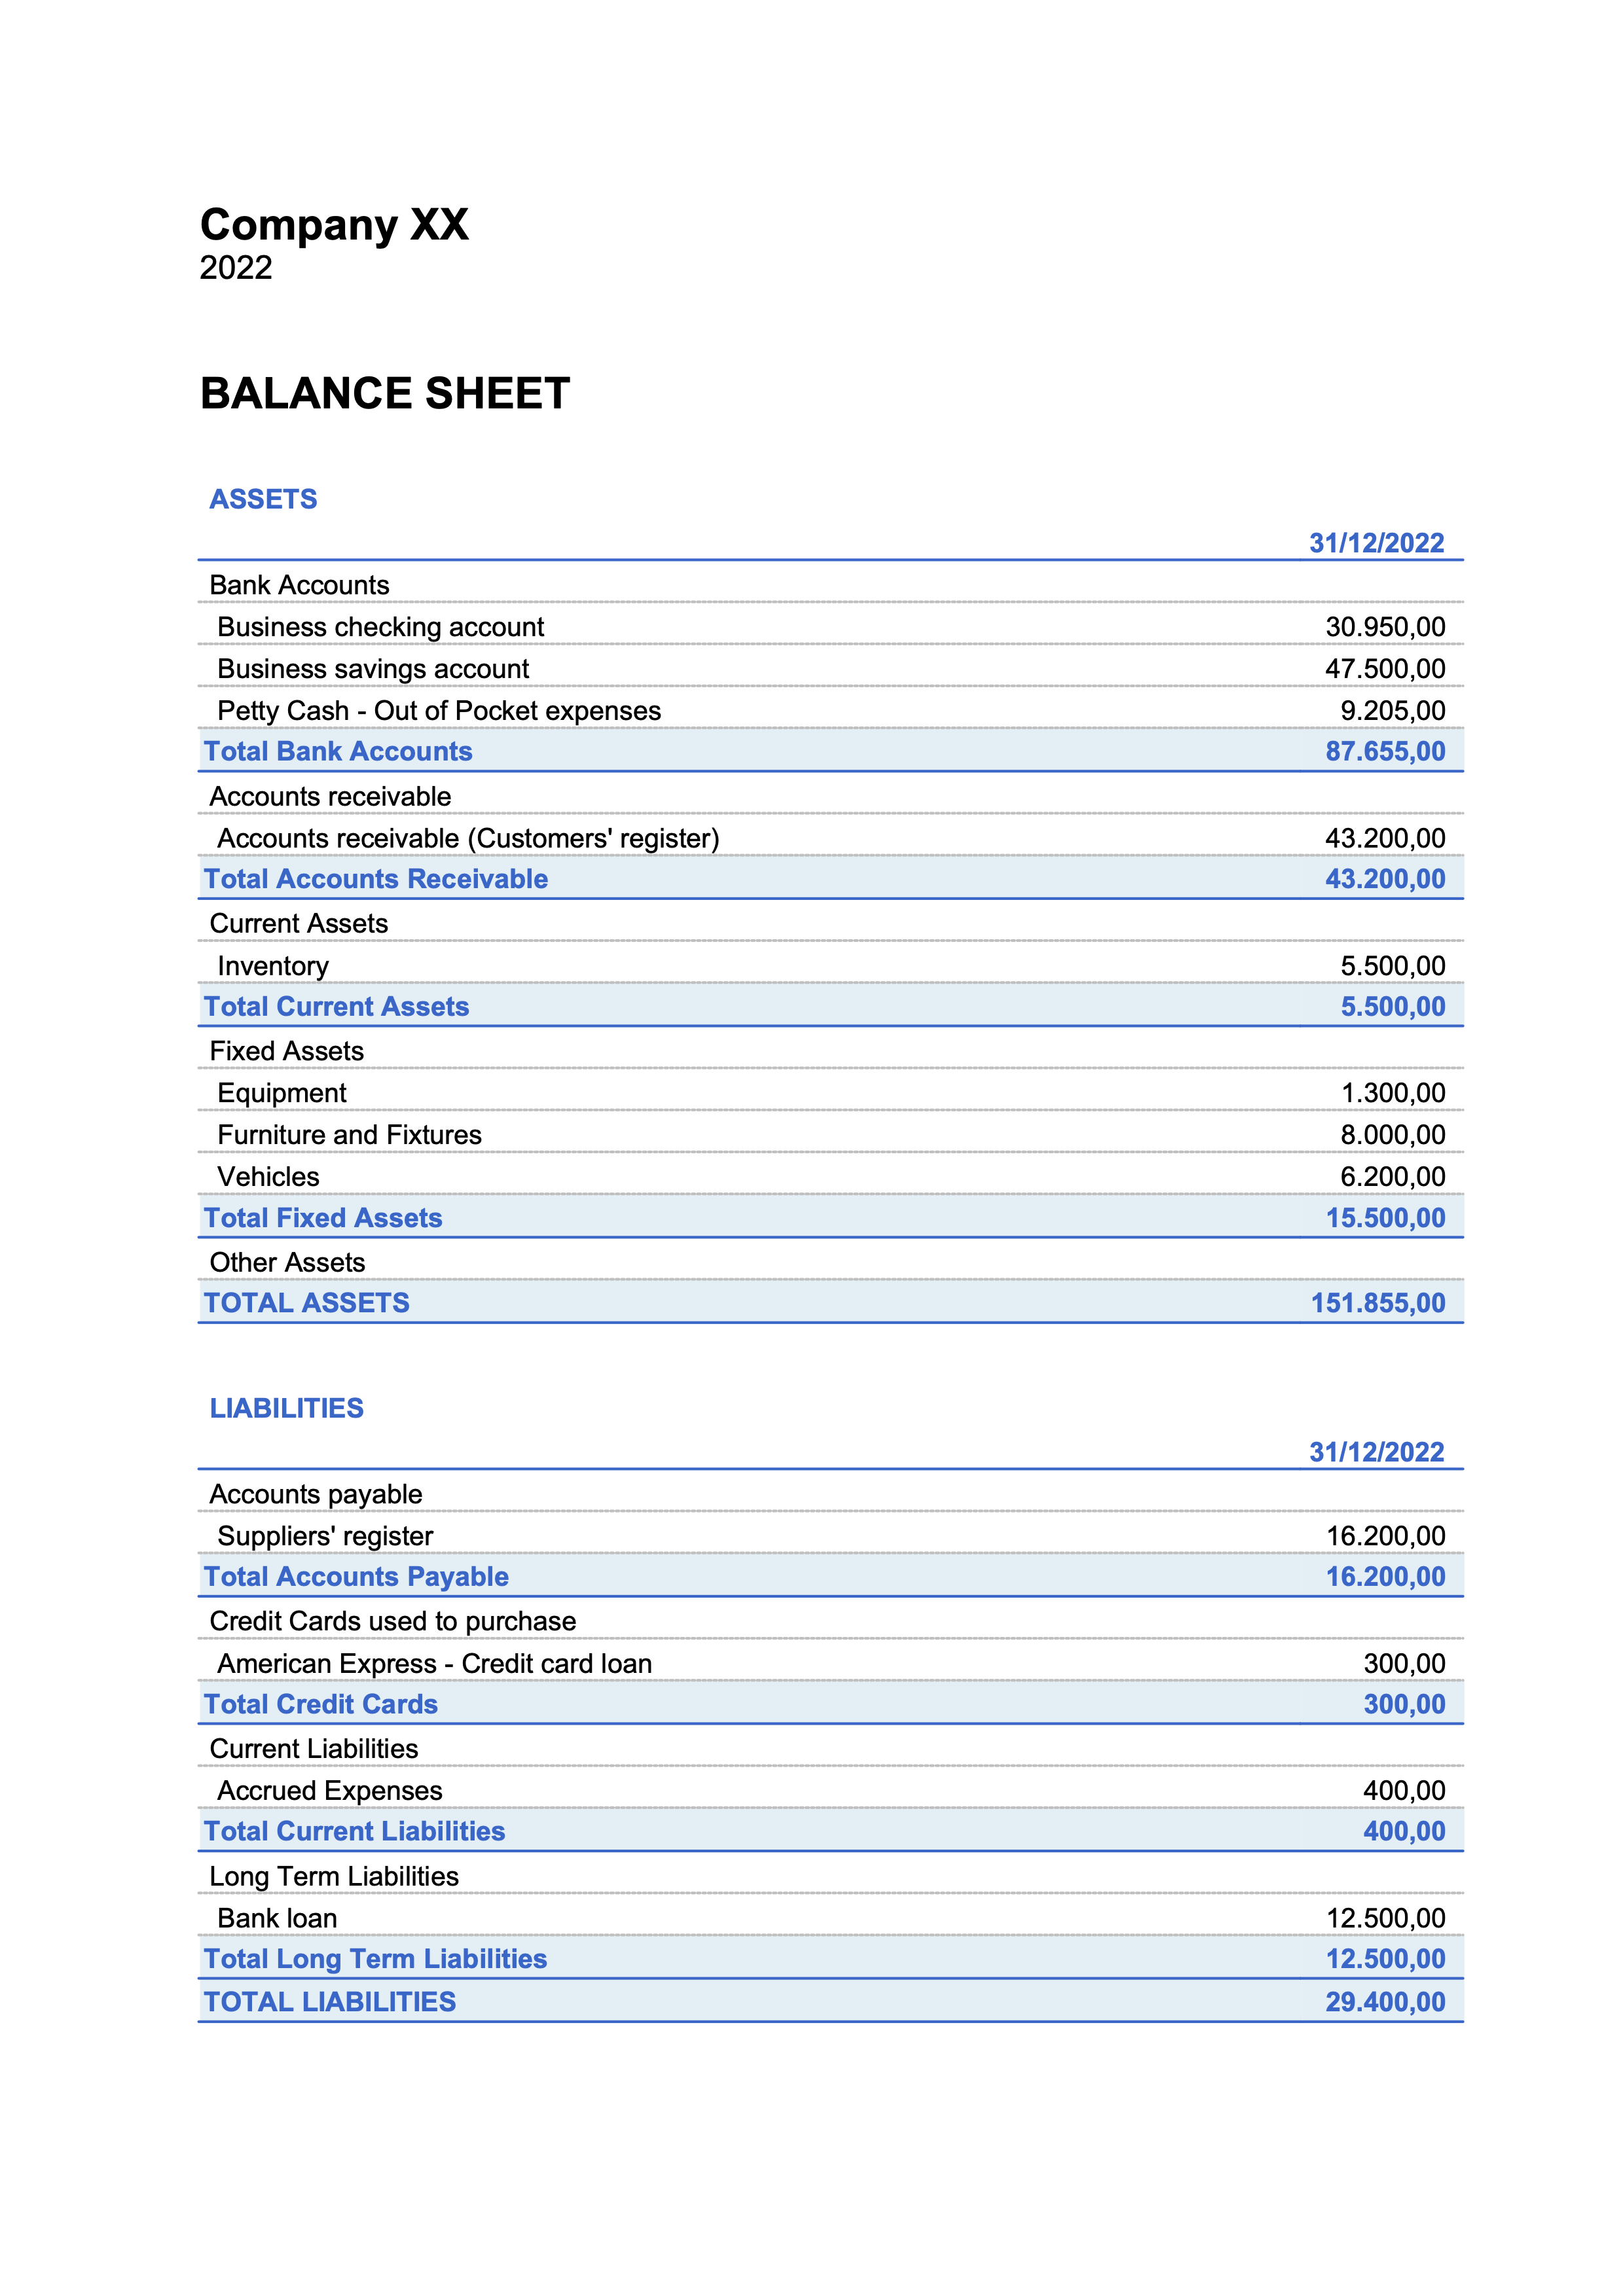 Company XX
2022
BALANCE SHEET
ASSETS
31/12/2022
Bank Accounts
Business checking account 30.950,00
Business savings account 47.500,00
Petty Cash - Out of Pocket expenses 9.205,00
Total Bank Accounts 87.655,00
Accounts receivable
Accounts receivable (Customers' register) 43.200,00
Total Accounts Receivable 43.200,00
Current Assets
Inventory 5.500,00
Total Current Assets 5.500,00
Fixed Assets
Equipment 1.300,00
Furniture and Fixtures 8.000,00
Vehicles 6.200,00
Total Fixed Assets 15.500,00
Other Assets
TOTAL ASSETS 151.855,00
LIABILITIES
31/12/2022
Accounts payable
Suppliers' register 16.200,00
Total Accounts Payable 16.200,00
Credit Cards used to purchase
American Express - Credit card loan 300,00
Total Credit Cards 300,00
Current Liabilities
Accrued Expenses 400,00
Total Current Liabilities 400,00
Long Term Liabilities
Bank loan 12.500,00
Total Long Term Liabilities 12.500,00
TOTAL LIABILITIES 29.400,00